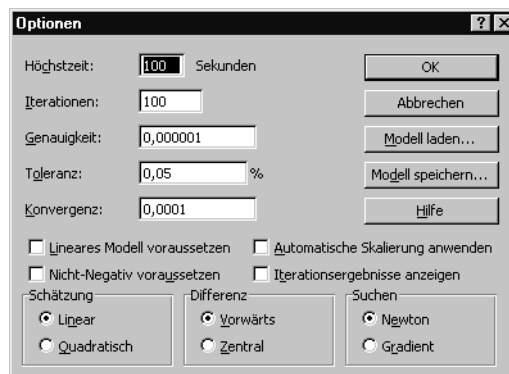 Optionen
Höchstzeit: 100 Sekunden OK
Iterationen: 100 Abbrechen
Genauigkeit: 0,000001 Modell laden...
Toleranz: 0,05 % Modell speichern...
Konvergenz: 0,0001 Hilfe
Lineares Modell voraussetzen Automatische Skalierung anwenden
Nicht-Negativ voraussetzen Iterationsergebnisse anzeigen
Schätzung Differenz Suchen
Linear Vorwärts Newton
Quadratisch Zentral Gradient